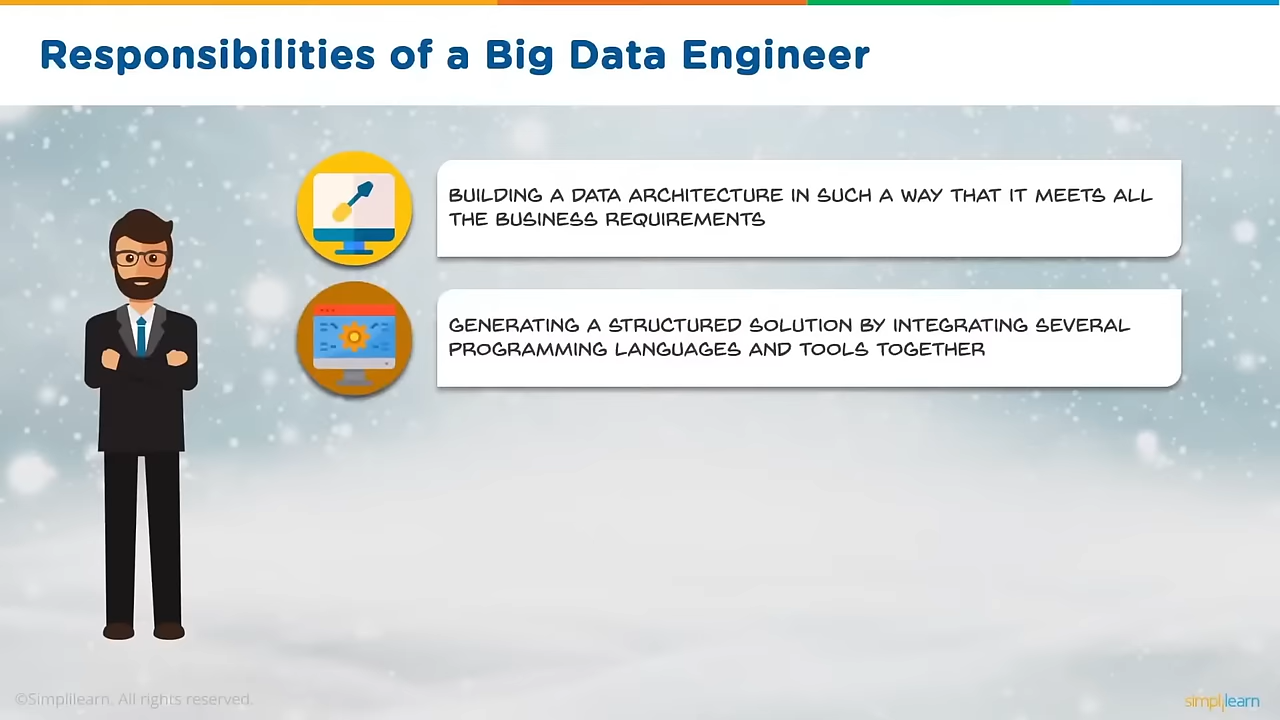 Responsibilities of a Big Data Engineer
BUILDING A DATA ARCHITECTURE IN SUCH A WAY THAT IT MEETS ALL
THE BUSINESS REQUIREMENTS
GENERATING A STRUCTURED SOLUTION BY INTEGRATING SEVERAL
PROGRAMMING LANGUAGES AND TOOLS TOGETHER
©Simplilearn. All rights reserved.
simplilearn